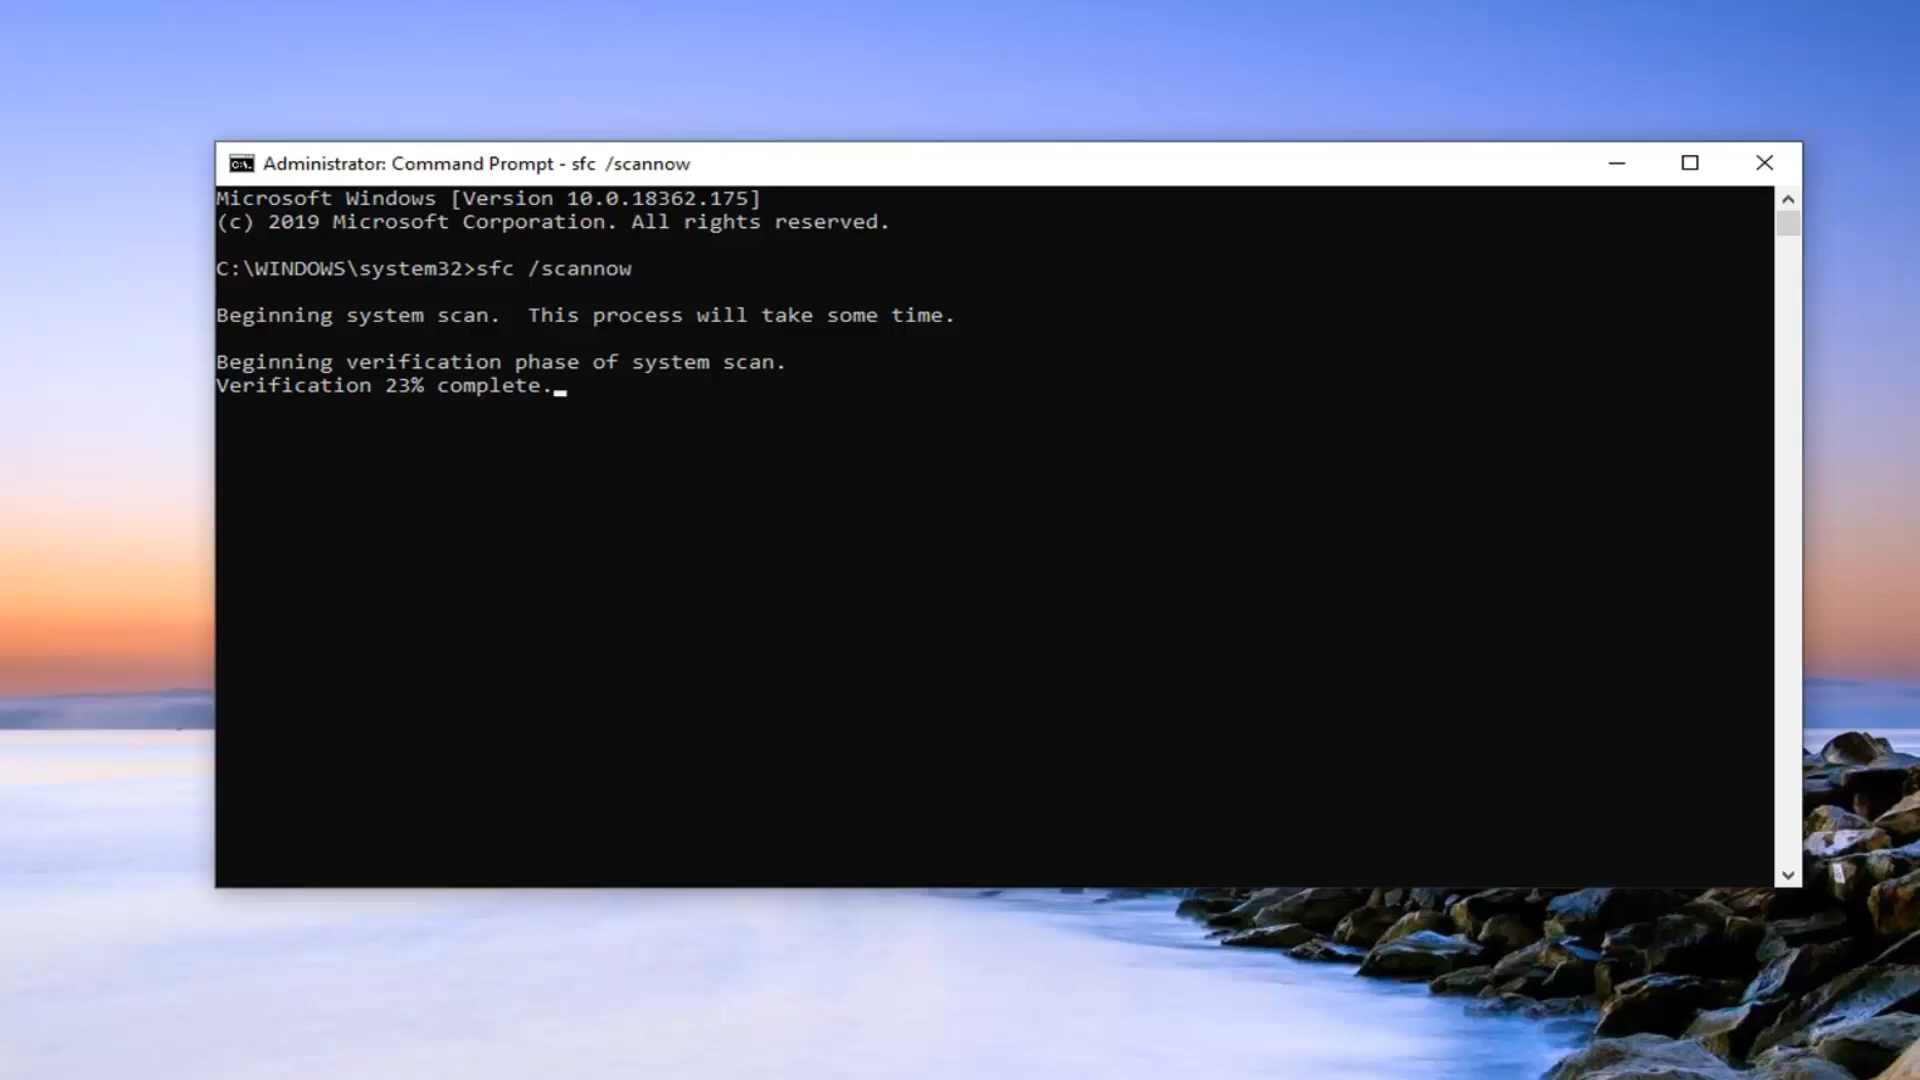 Administrator: Command Prompt - sfc  /scannow
Microsoft Windows [Version 10.0.18362.175]
(c) 2019 Microsoft Corporation. All rights reserved.
C:\WINDOWS\system32>sfc /scannow
Beginning system scan.  This process will take some time.
Beginning verification phase of system scan.
Verification 23% complete.